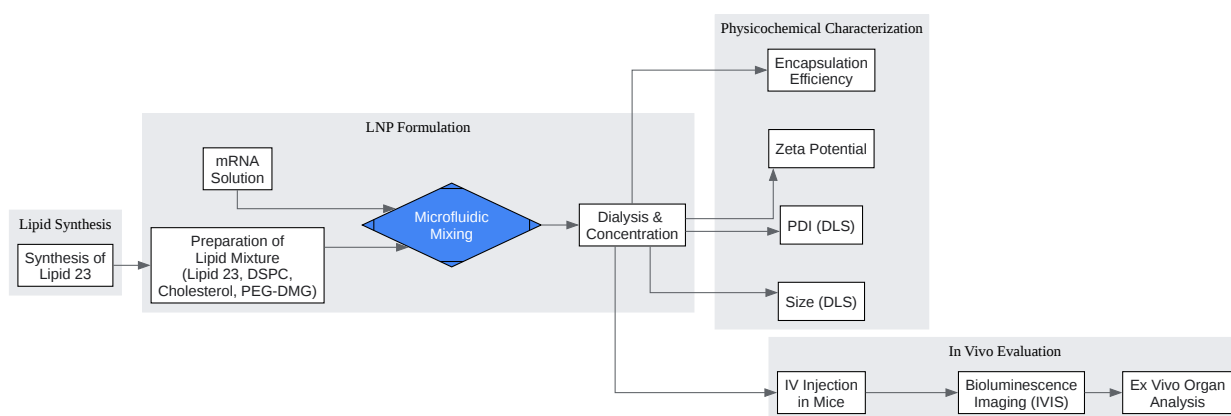 Physicochemical Characterization
Encapsulation
Efficiency
Zeta Potential
PDI (DLS)
Size (DLS)
LNP Formulation
mRNA
Solution
Microfluidic
Mixing
Dialysis &
Concentration
Preparation of
Lipid Mixture
(Lipid 23, DSPC,
Cholesterol, PEG-DMG)
Lipid Synthesis
Synthesis of
Lipid 23
In Vivo Evaluation
IV Injection
in Mice
Bioluminescence
Imaging (IVIS)
Ex Vivo Organ
Analysis